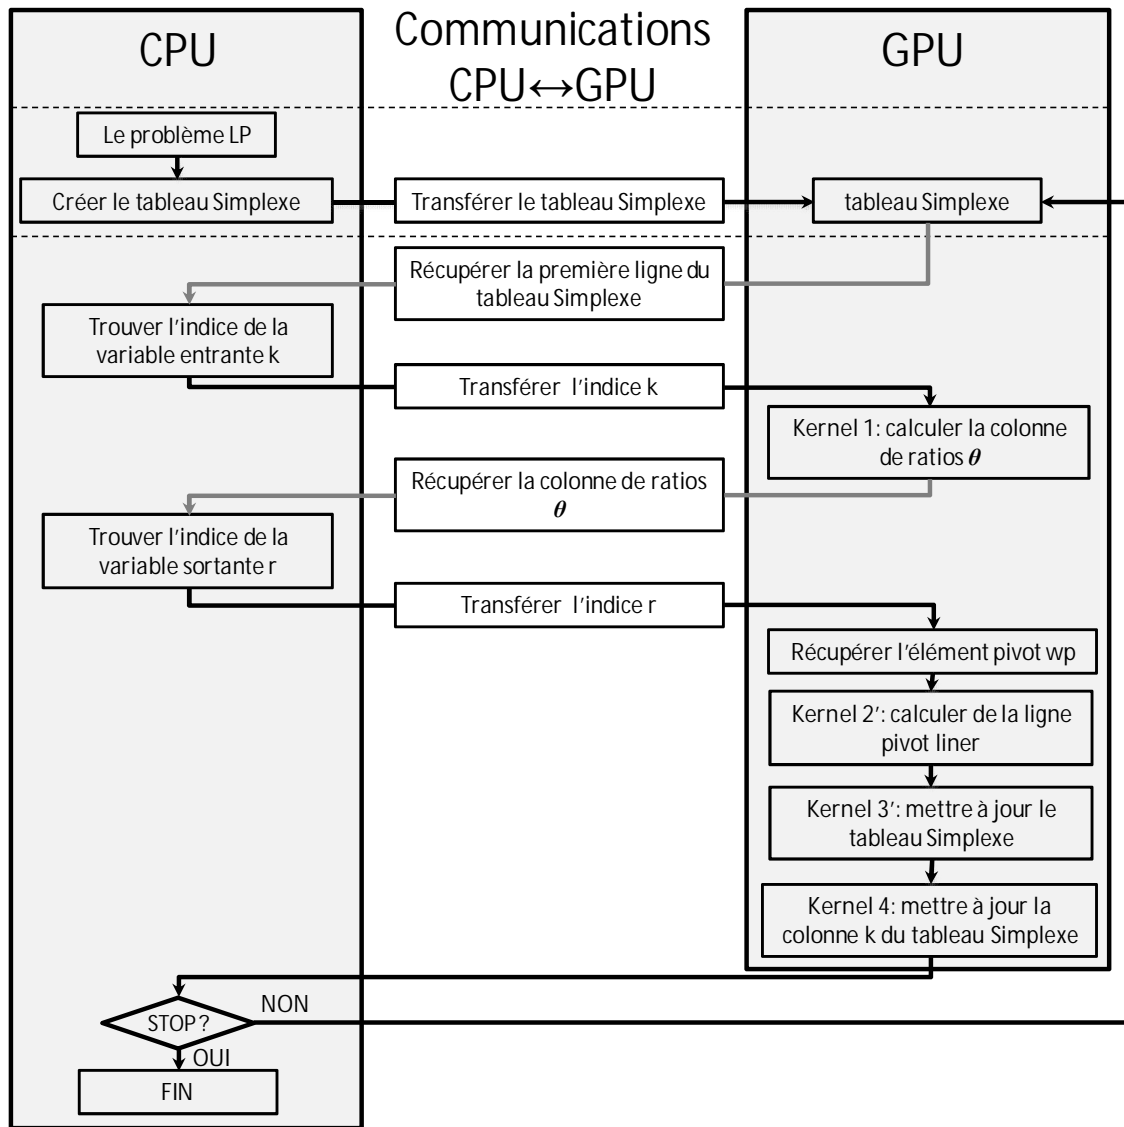 CPU
Communications
CPU↔GPU
GPU
Le problème LP
Créer le tableau Simplexe
Transférer le tableau Simplexe
tableau Simplexe
Récupérer la première ligne du
tableau Simplexe
Trouver l'indice de la
variable entrante k
Transférer l'indice k
Kernel 1: calculer la colonne
de ratios θ
Récupérer la colonne de ratios
θ
Trouver l'indice de la
variable sortante r
Transférer l'indice r
Récupérer l'élément pivot wp
Kernel 2': calculer de la ligne
pivot liner
Kernel 3': mettre à jour le
tableau Simplexe
Kernel 4: mettre à jour la
colonne k du tableau Simplexe
STOP?
NON
OUI
FIN